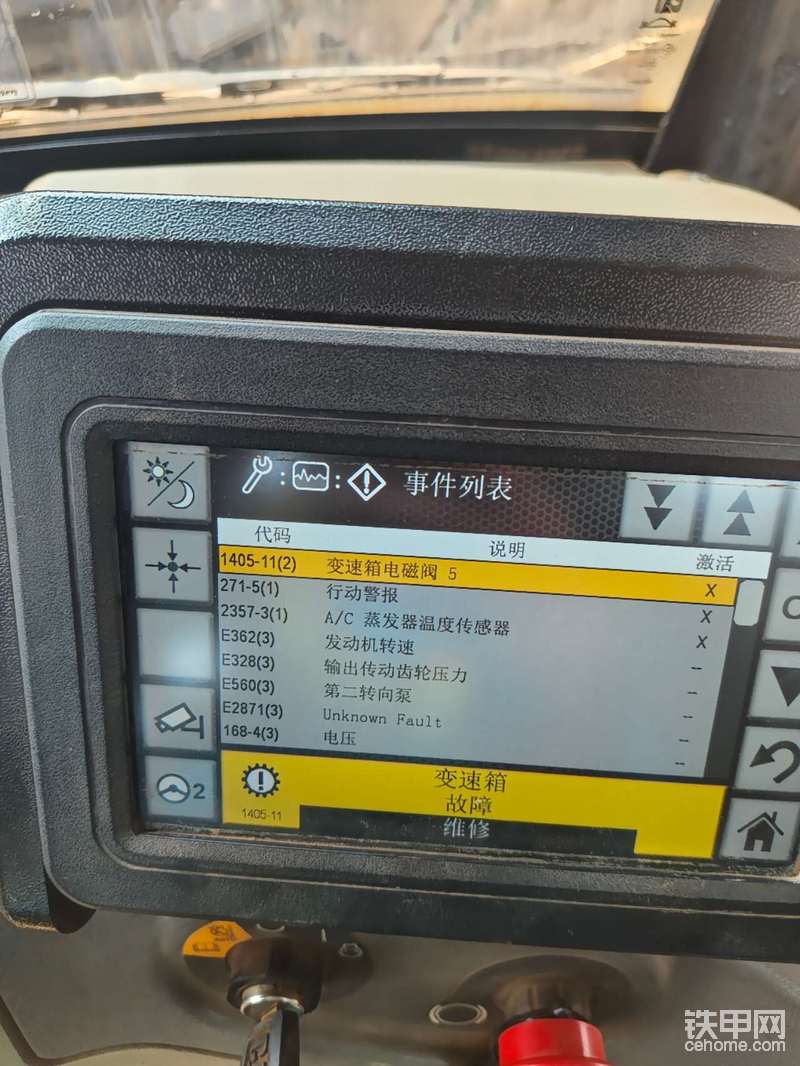 事件列表
代码 说明 激活
1405-11(2) 变速箱电磁阀 5 X
271-5(1) 行动警报 X
2357-3(1) A/C 蒸发器温度传感器 X
E362(3) 发动机转速 --
E328(3) 输出传动齿轮压力 --
E560(3) 第二转向泵 --
E2871(3) Unknown Fault --
168-4(3) 电压 --
变速箱
故障
1405-11
维修
2
铁甲网
cehome.com